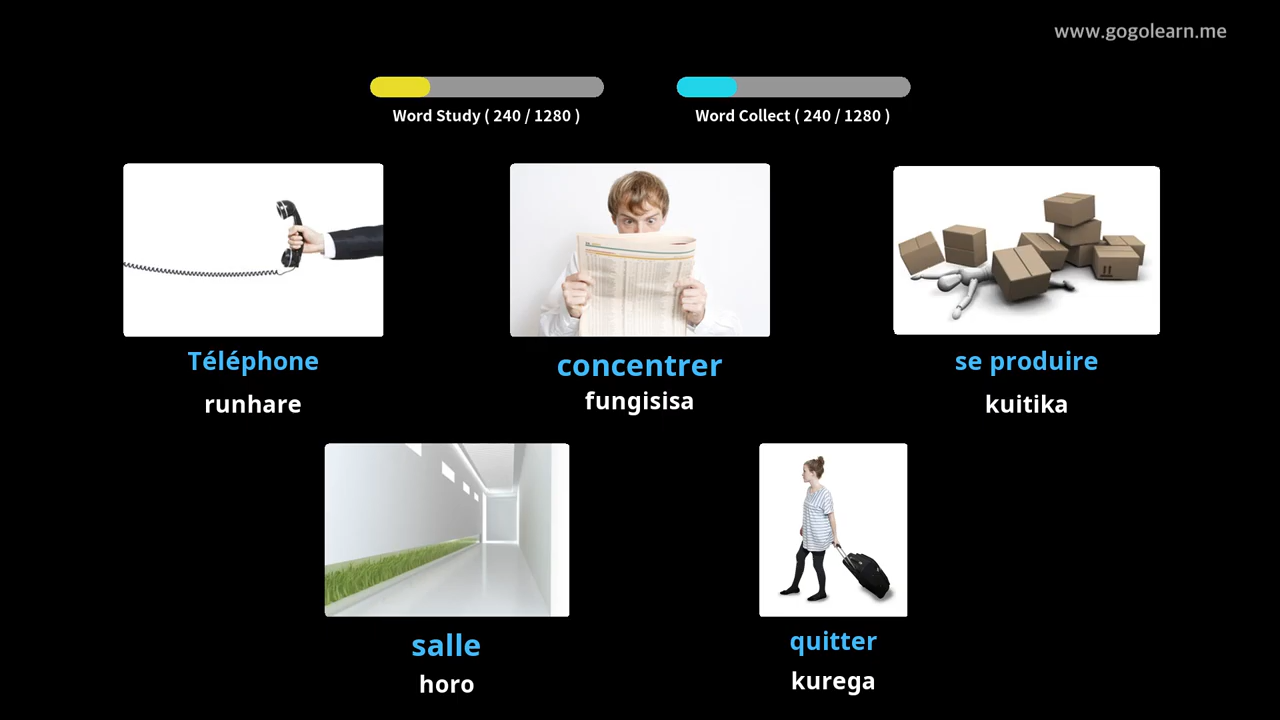 www.gogolearn.me
Word Study ( 240 / 1280 )
Word Collect ( 240 / 1280 )
Téléphone
runhare
concentrer
fungisisa
se produire
kuitika
salle
horo
quitter
kurega